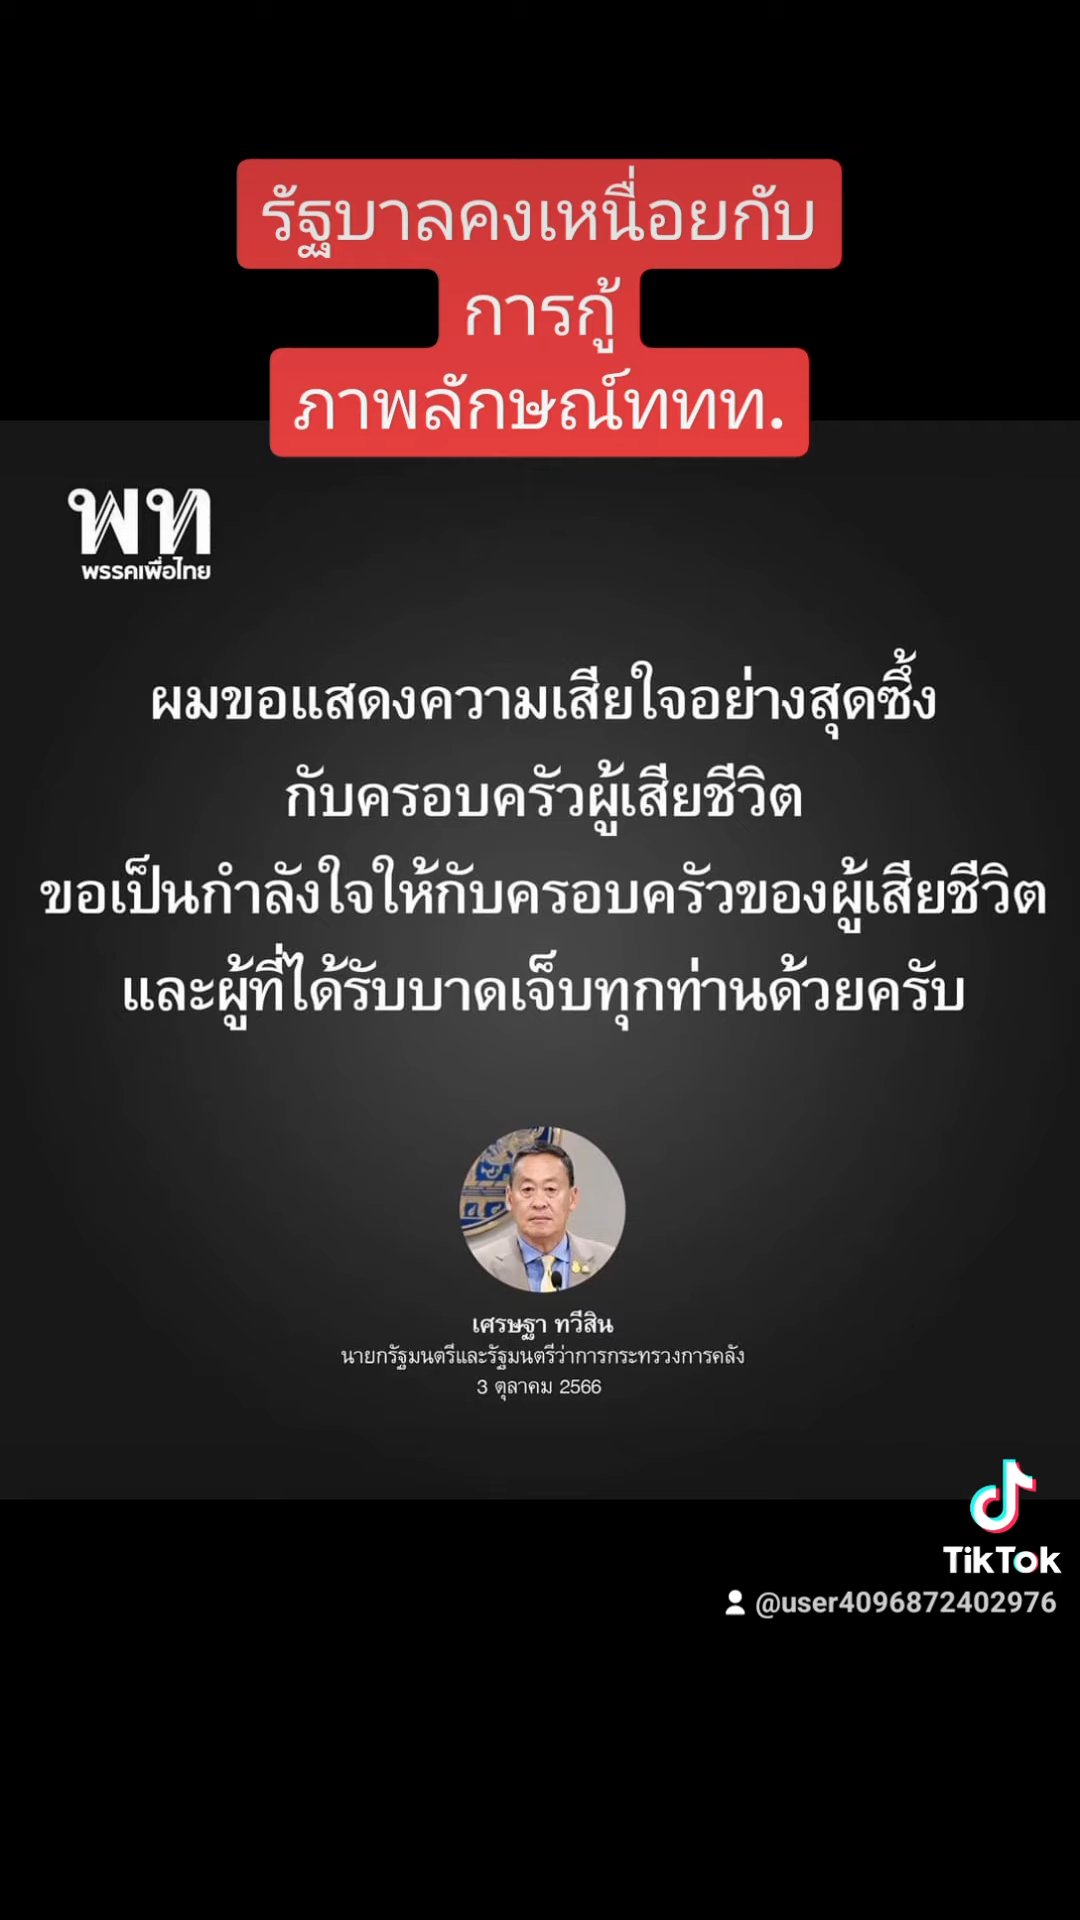 รัฐบาลคงเหนื่อยกับ
การกู้
ภาพลักษณ์ททท.
พท
พรรคเพื่อไทย
ผมขอแสดงความเสียใจอย่างสุดซึ้ง
กับครอบครัวผู้เสียชีวิต
ขอเป็นกำลังใจให้กับครอบครัวของผู้เสียชีวิต
และผู้ที่ได้รับบาดเจ็บทุกท่านด้วยครับ
เศรษฐา ทวีสิน
นายกรัฐมนตรีและรัฐมนตรีว่าการกระทรวงการคลัง
3 ตุลาคม 2566
TikTok
@user4096872402976